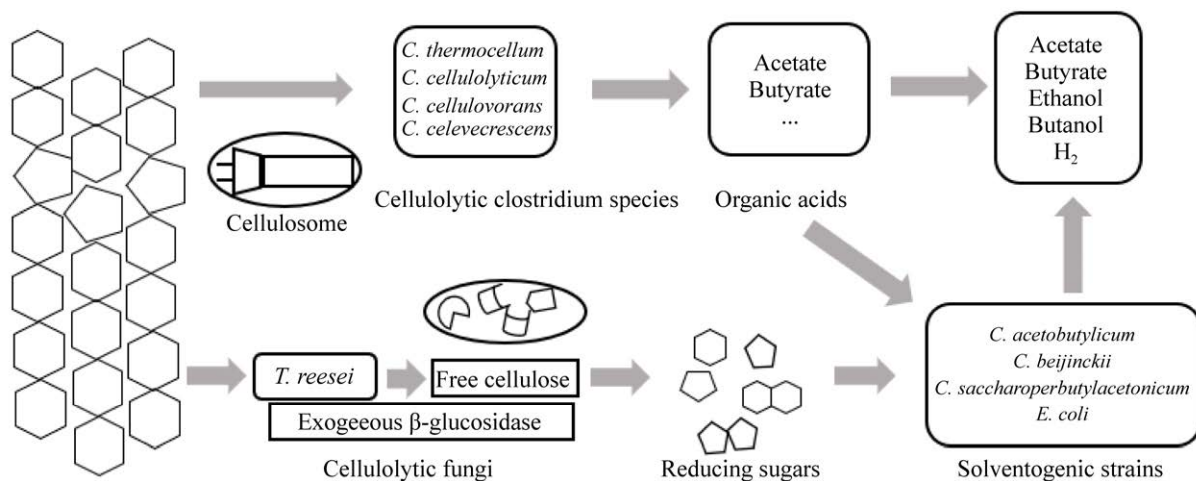 C. thermocellum
C. cellulolyticum
C. cellulovorans
C. celevecrescens
Cellulosome
Cellulolytic clostridium species
Acetate
Butyrate
...
Organic acids
Acetate
Butyrate
Ethanol
Butanol
H₂
T. reesei
Free cellulose
Exogeeous β-glucosidase
Cellulolytic fungi
Reducing sugars
C. acetobutylicum
C. beijinckii
C. saccharoperbutylacetonicum
E. coli
Solventogenic strains